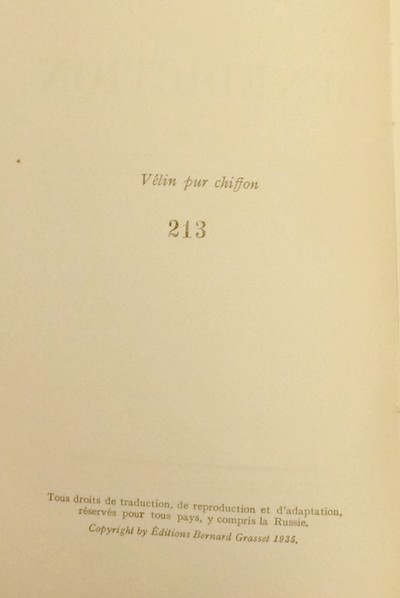 Vélin pur chiffon
213
Tous droits de traduction, de reproduction et d'adaptation,
réservés pour tous pays, y compris la Russie.
Copyright by Éditions Bernard Grasset 1935.